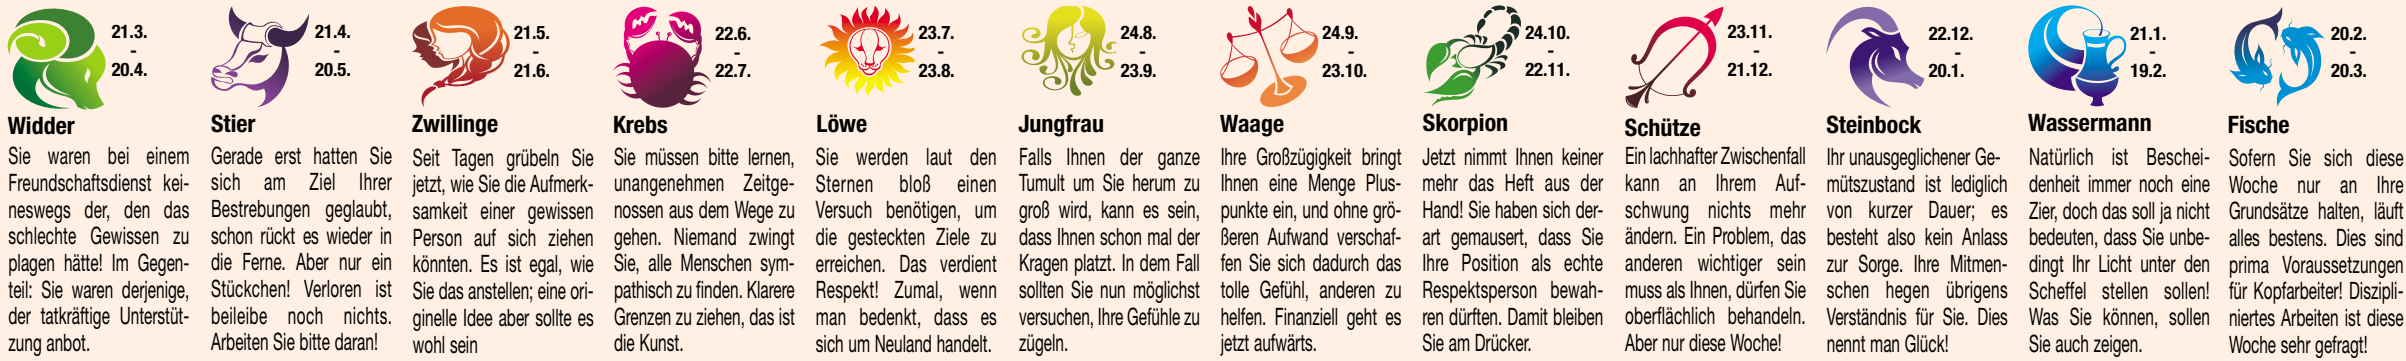 21.3.
-
20.4.
Widder
Sie waren bei einem
Freundschaftsdienst kei-
neswegs der, den das
schlechte Gewissen zu
plagen hätte! Im Gegen-
teil: Sie waren derjenige,
der tatkräftige Unterstüt-
zung anbot.
21.4.
-
20.5.
Stier
Gerade erst hatten Sie
sich am Ziel Ihrer
Bestrebungen geglaubt,
schon rückt es wieder in
die Ferne. Aber nur ein
Stückchen! Verloren ist
beileibe noch nichts.
Arbeiten Sie bitte daran!
21.5.
-
21.6.
Zwillinge
Seit Tagen grübeln Sie
jetzt, wie Sie die Aufmerk-
samkeit einer gewissen
Person auf sich ziehen
könnten. Es ist egal, wie
Sie das anstellen; eine ori-
ginelle Idee aber sollte es
wohl sein
22.6.
-
22.7.
Krebs
Sie müssen bitte lernen,
unangenehmen Zeitge-
nossen aus dem Wege zu
gehen. Niemand zwingt
Sie, alle Menschen sym-
pathisch zu finden. Klarere
Grenzen zu ziehen, das ist
die Kunst.
23.7.
-
23.8.
Löwe
Sie werden laut den
Sternen bloß einen
Versuch benötigen, um
die gesteckten Ziele zu
erreichen. Das verdient
Respekt! Zumal, wenn
man bedenkt, dass es
sich um Neuland handelt.
24.8.
-
23.9.
Jungfrau
Falls Ihnen der ganze
Tumult um Sie herum zu
groß wird, kann es sein,
dass Ihnen schon mal der
Kragen platzt. In dem Fall
sollten Sie nun möglichst
versuchen, Ihre Gefühle zu
zügeln.
24.9.
-
23.10.
Waage
Ihre Großzügigkeit bringt
Ihnen eine Menge Plus-
punkte ein, und ohne grö-
ßeren Aufwand verschaf-
fen Sie sich dadurch das
tolle Gefühl, anderen zu
helfen. Finanziell geht es
jetzt aufwärts.
24.10.
-
22.11.
Skorpion
Jetzt nimmt Ihnen keiner
mehr das Heft aus der
Hand! Sie haben sich der-
art gemausert, dass Sie
Ihre Position als echte
Respektsperson bewah-
ren dürften. Damit bleiben
Sie am Drücker.
23.11.
-
21.12.
Schütze
Ein lachhafter Zwischenfall
kann an Ihrem Auf-
schwung nichts mehr
ändern. Ein Problem, das
anderen wichtiger sein
muss als Ihnen, dürfen Sie
oberflächlich behandeln.
Aber nur diese Woche!
22.12.
-
20.1.
Steinbock
Ihr unausgeglichener Ge-
mütszustand ist lediglich
von kurzer Dauer; es
besteht also kein Anlass
zur Sorge. Ihre Mitmen-
schen hegen übrigens
Verständnis für Sie. Dies
nennt man Glück!
21.1.
-
19.2.
Wassermann
Natürlich ist Beschei-
denheit immer noch eine
Zier, doch das soll ja nicht
bedeuten, dass Sie unbe-
dingt Ihr Licht unter den
Scheffel stellen sollen!
Was Sie können, sollen
Sie auch zeigen.
20.2.
-
20.3.
Fische
Sofern Sie sich diese
Woche nur an Ihre
Grundsätze halten, läuft
alles bestens. Dies sind
prima Voraussetzungen
für Kopfarbeiter! Diszipli-
niertes Arbeiten ist diese
Woche sehr gefragt!